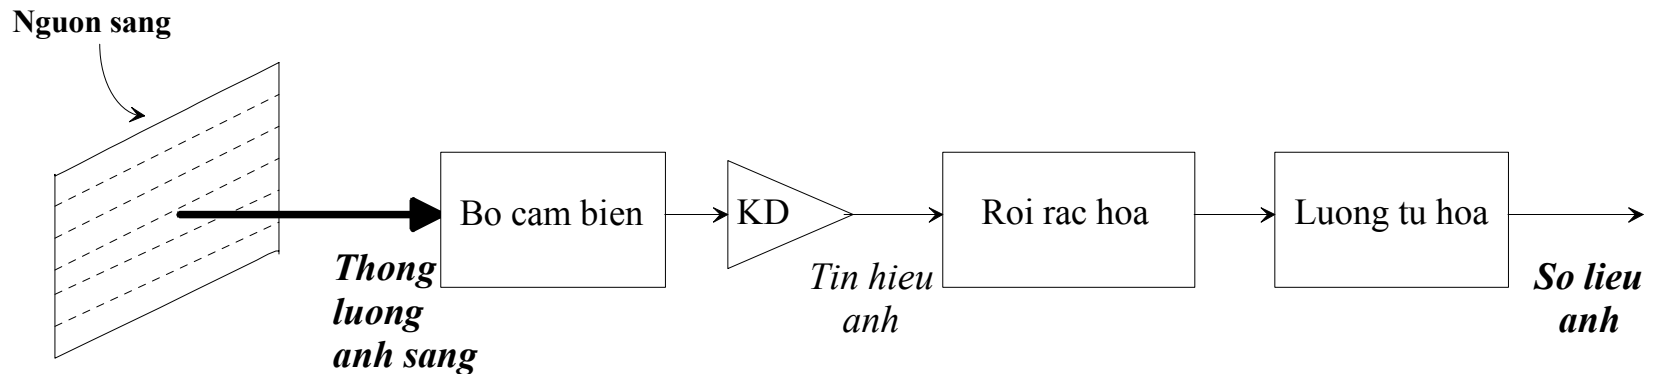 Nguon sang
Bo cam bien
KD
Roi rac hoa
Luong tu hoa
Thong
luong
anh sang
Tin hieu
anh
So lieu
anh